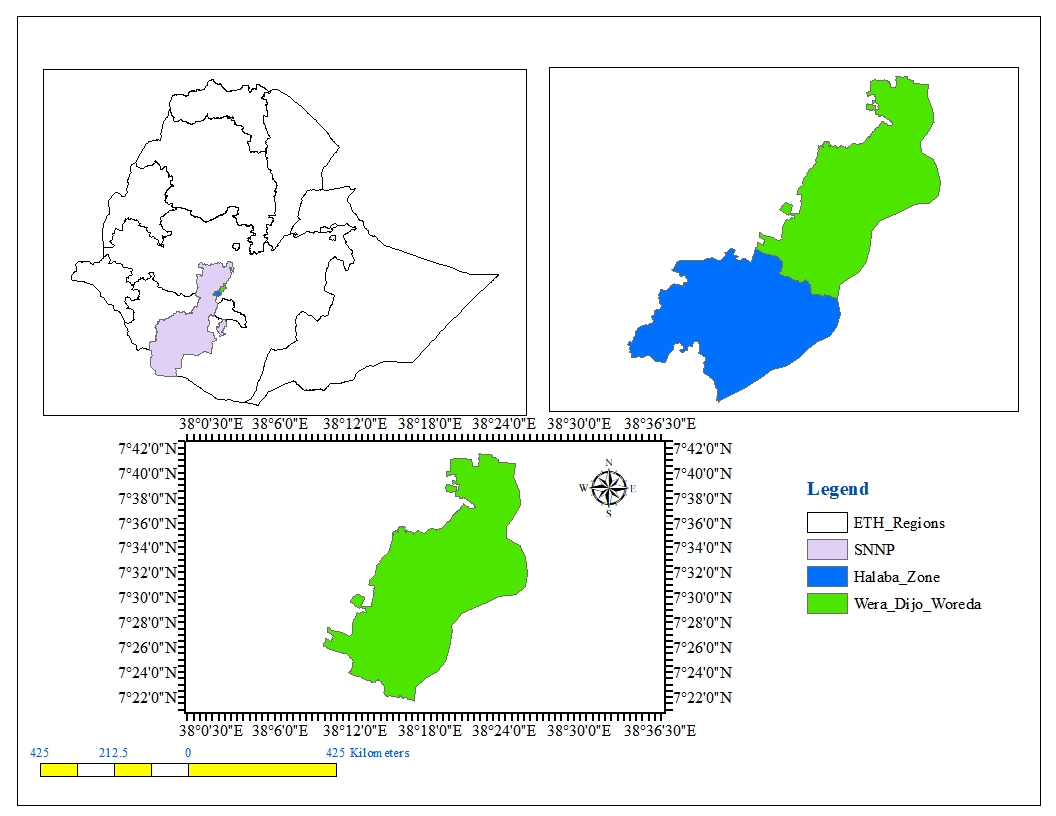 38°0'30"E 38°6'0"E 38°12'0"E 38°18'0"E 38°24'0"E 38°30'0"E 38°36'30"E
7°42'0"N 7°42'0"N
7°40'0"N 7°40'0"N
7°38'0"N 7°38'0"N
7°36'0"N 7°36'0"N
7°34'0"N 7°34'0"N
7°32'0"N 7°32'0"N
7°30'0"N 7°30'0"N
7°28'0"N 7°28'0"N
7°26'0"N 7°26'0"N
7°24'0"N 7°24'0"N
7°22'0"N 7°22'0"N
N
W E
S
38°0'30"E 38°6'0"E 38°12'0"E 38°18'0"E 38°24'0"E 38°30'0"E 38°36'30"E
Legend
ETH_Regions
SNNP
Halaba_Zone
Wera_Dijo_Woreda
425 212.5 0 425 Kilometers